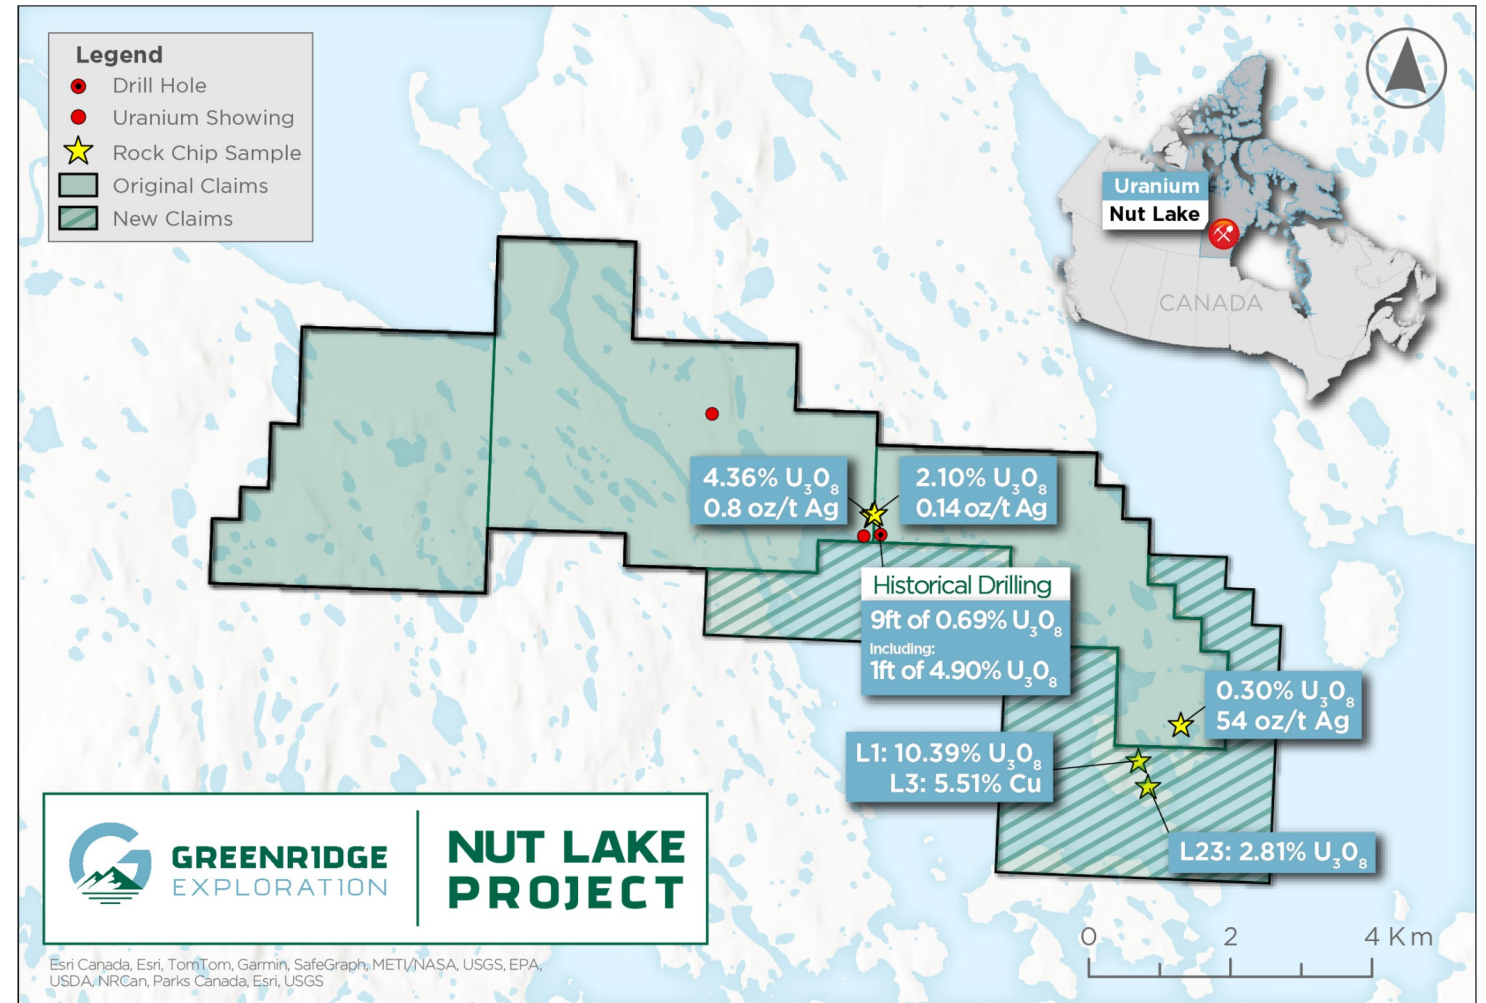 Legend
Drill Hole
Uranium Showing
Rock Chip Sample
Original Claims
New Claims
Uranium
Nut Lake
CANADA
4.36% U₃O₈
0.8 oz/t Ag
2.10% U₃O₈
0.14 oz/t Ag
Historical Drilling
9ft of 0.69% U₃O₈
Including:
1ft of 4.90% U₃O₈
0.30% U₃O₈
54 oz/t Ag
L1: 10.39% U₃O₈
L3: 5.51% Cu
L23: 2.81% U₃O₈
GREENRIDGE
EXPLORATION
NUT LAKE
PROJECT
0 2 4 Km
Esri Canada, Esri, TomTom, Garmin, SafeGraph, METI/NASA, USGS, EPA,
USDA, NRCan, Parks Canada, Esri, USGS